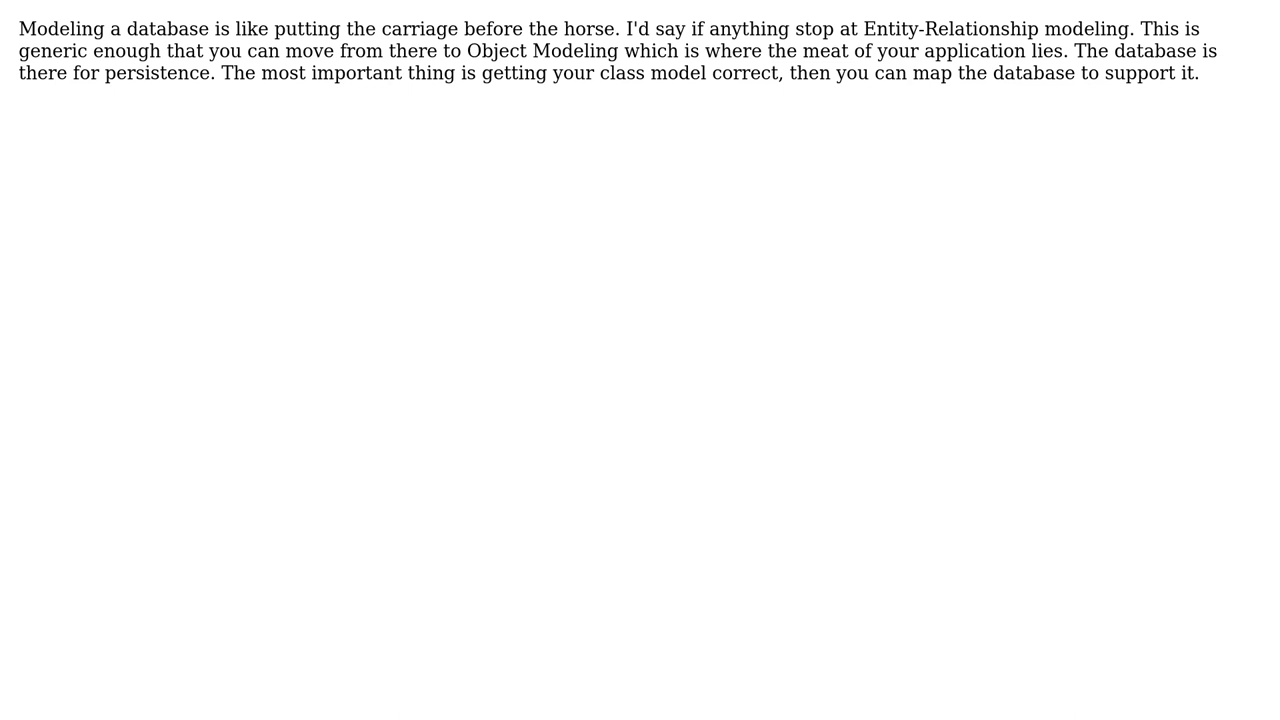 Modeling a database is like putting the carriage before the horse. I'd say if anything stop at Entity-Relationship modeling. This is
generic enough that you can move from there to Object Modeling which is where the meat of your application lies. The database is
there for persistence. The most important thing is getting your class model correct, then you can map the database to support it.